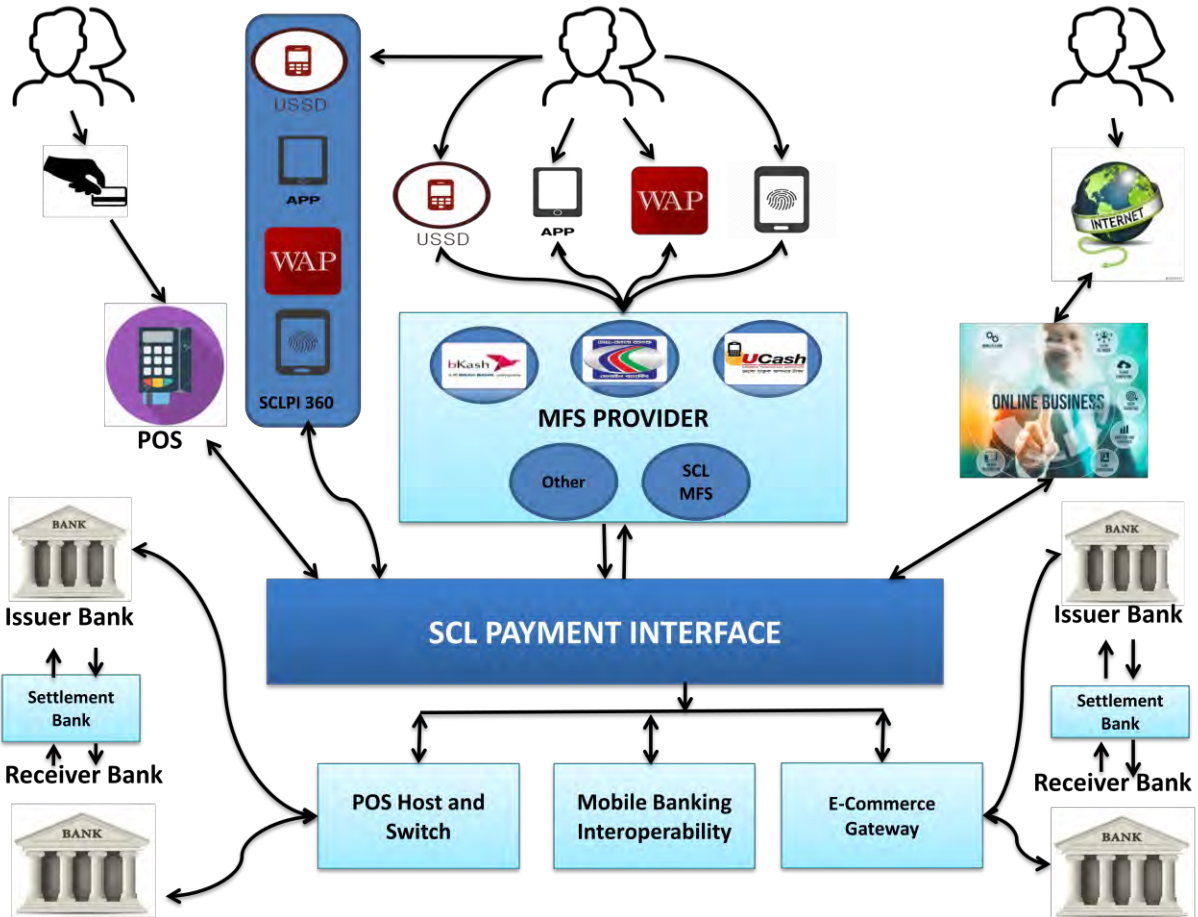 USSD
APP
WAP
SCLPI 360
USSD
APP
WAP
INTERNET
POS
bKash
UCash
MFS PROVIDER
Other
SCL
MFS
ONLINE BUSINESS
BANK
Issuer Bank
Settlement
Bank
Receiver Bank
BANK
SCL PAYMENT INTERFACE
POS Host and
Switch
Mobile Banking
Interoperability
E-Commerce
Gateway
BANK
Issuer Bank
Settlement
Bank
Receiver Bank
BANK